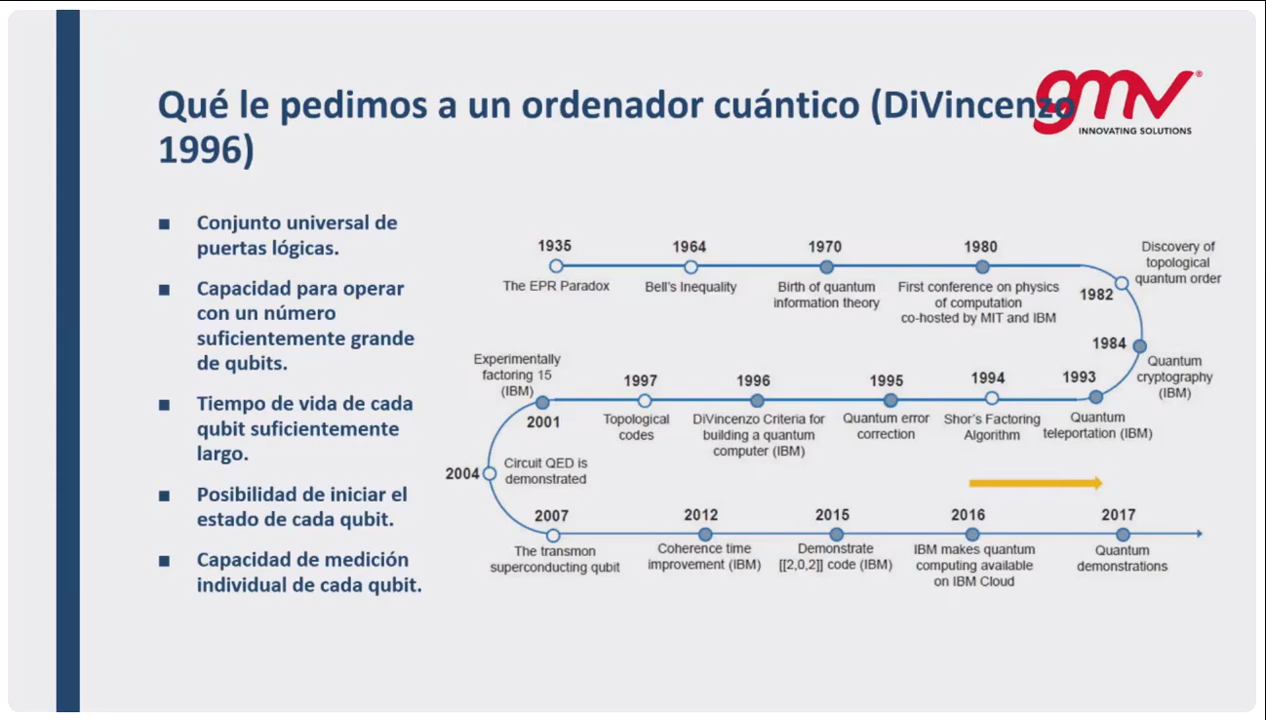 Qué le pedimos a un ordenador cuántico (DiVincenzo
1996)
gmv®
INNOVATING SOLUTIONS
■ Conjunto universal de
puertas lógicas.
■ Capacidad para operar
con un número
suficientemente grande
de qubits.
■ Tiempo de vida de cada
qubit suficientemente
largo.
■ Posibilidad de iniciar el
estado de cada qubit.
■ Capacidad de medición
individual de cada qubit.
1935
The EPR Paradox
1964
Bell's Inequality
1970
Birth of quantum
information theory
1980
First conference on physics
of computation
co-hosted by MIT and IBM
Discovery of
topological
quantum order
1982
1984
Quantum
cryptography
(IBM)
1993
Quantum
teleportation (IBM)
1994
Shor's Factoring
Algorithm
1995
Quantum error
correction
1996
DiVincenzo Criteria for
building a quantum
computer (IBM)
1997
Topological
codes
Experimentally
factoring 15
(IBM)
2001
2004
Circuit QED is
demonstrated
2007
The transmon
superconducting qubit
2012
Coherence time
improvement (IBM)
2015
Demonstrate
[[2,0,2]] code (IBM)
2016
IBM makes quantum
computing available
on IBM Cloud
2017
Quantum
demonstrations